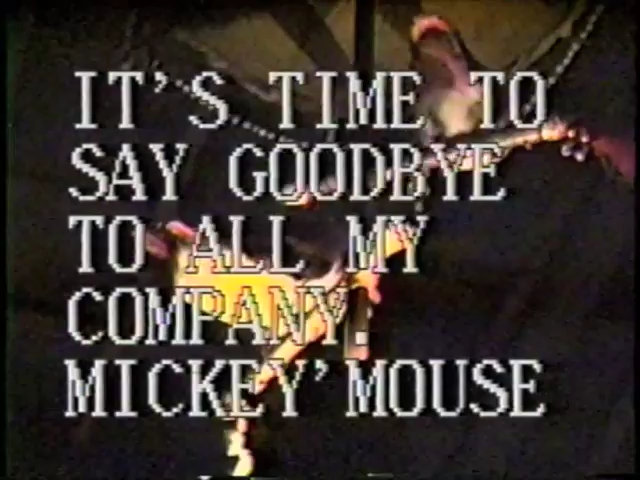 IT'S TIME TO
SAY GOODBYE
TO ALL MY
COMPANY.
MICKEY'MOUSE